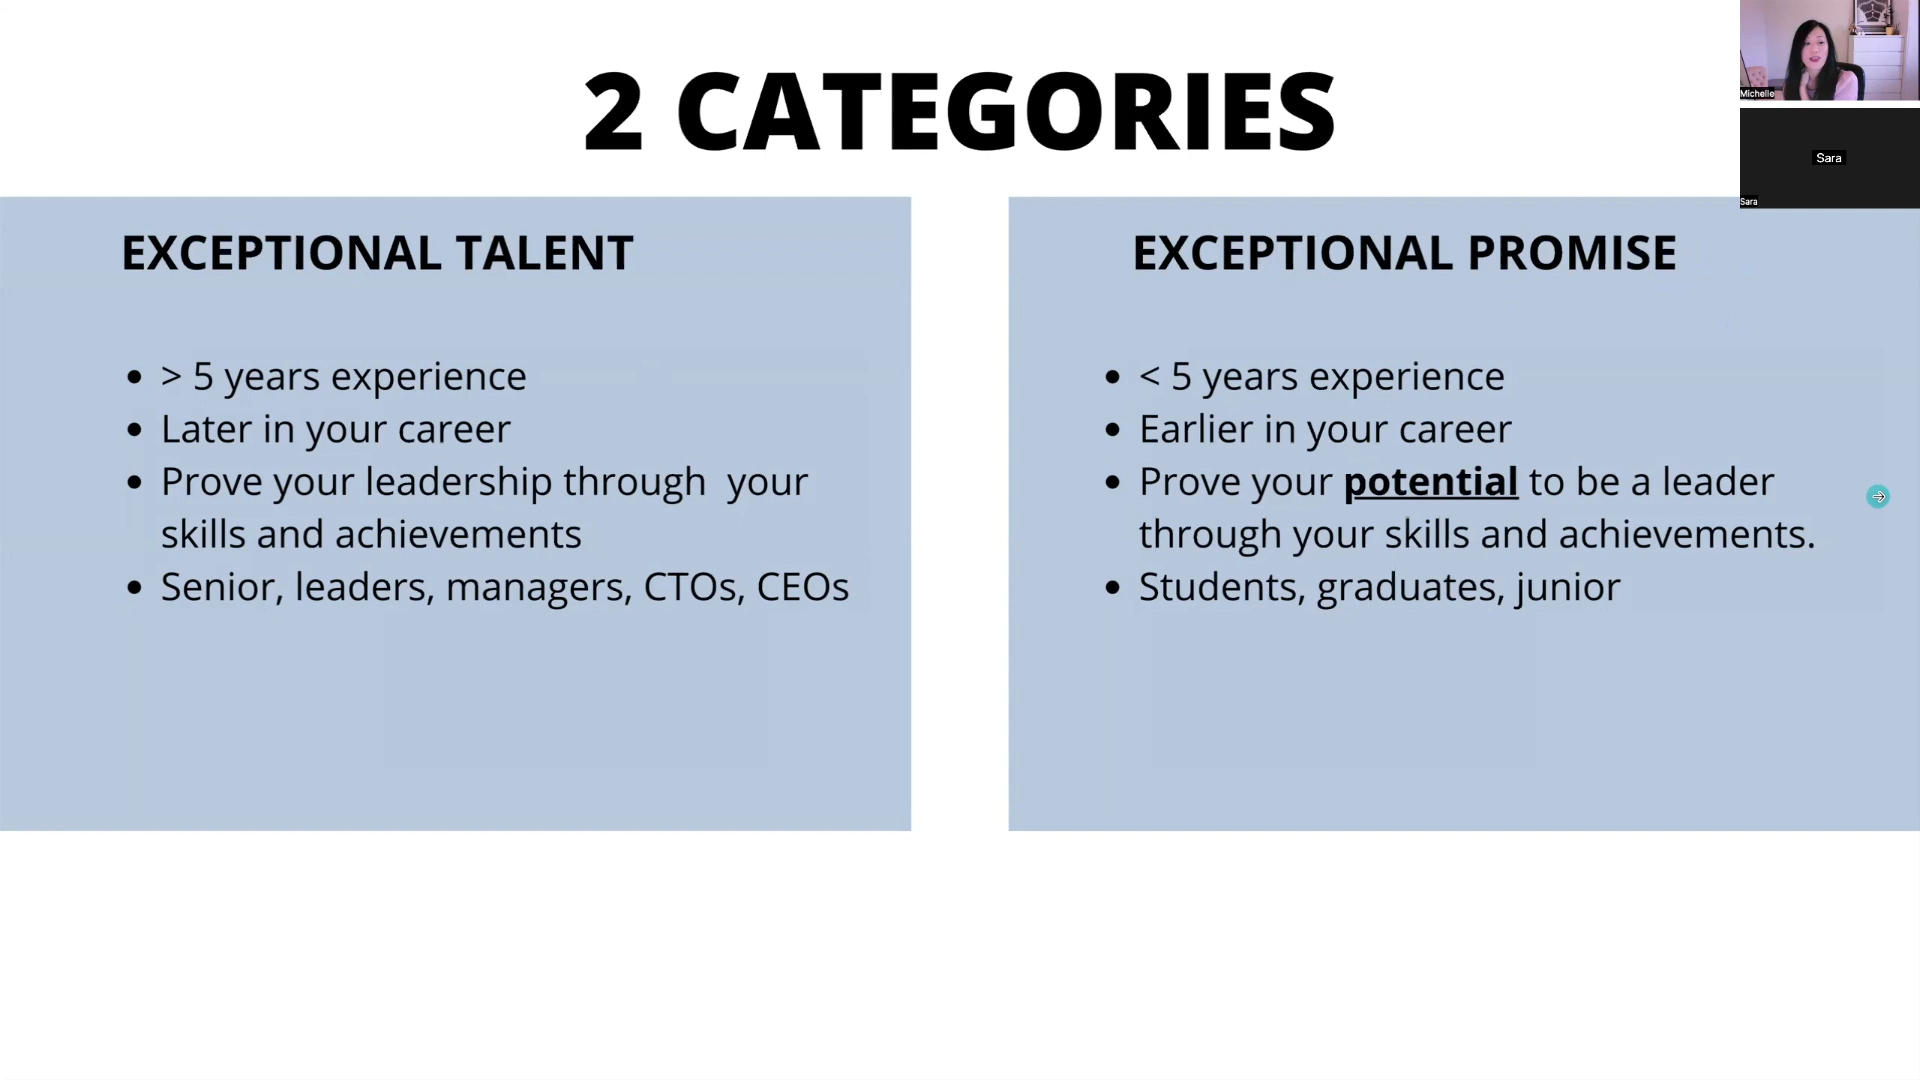 2 CATEGORIES
Michelle
Sara
Sara
EXCEPTIONAL TALENT
• > 5 years experience
• Later in your career
• Prove your leadership through  your
skills and achievements
• Senior, leaders, managers, CTOs, CEOs
EXCEPTIONAL PROMISE
• < 5 years experience
• Earlier in your career
• Prove your potential to be a leader
through your skills and achievements.
• Students, graduates, junior